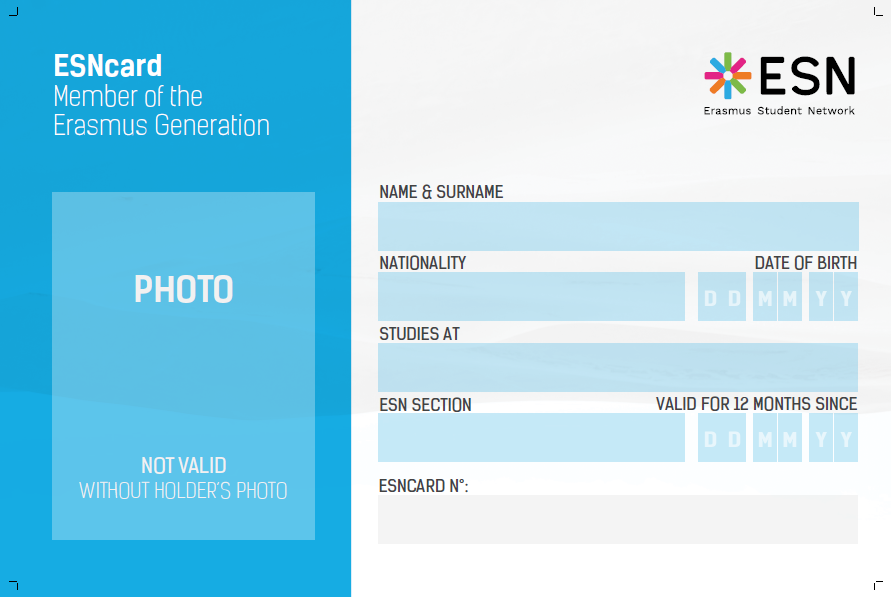 ESNcard
Member of the
Erasmus Generation
PHOTO
NOT VALID
WITHOUT HOLDER'S PHOTO
ESN
Erasmus Student Network
NAME & SURNAME
NATIONALITY
DATE OF BIRTH
D D M M Y Y
STUDIES AT
ESN SECTION
VALID FOR 12 MONTHS SINCE
D D M M Y Y
ESNCARD N°: